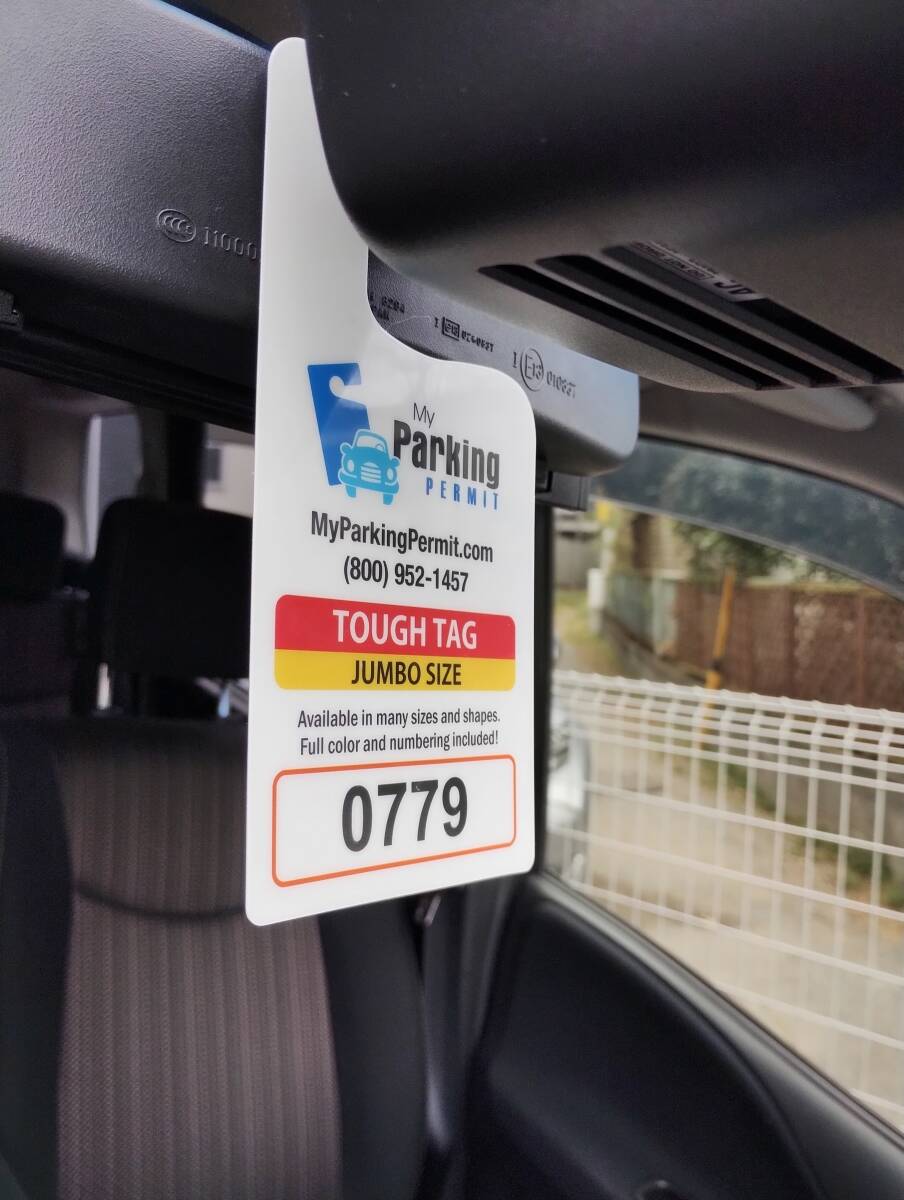 11000
My
Parking
PERMIT
MyParkingPermit.com
(800) 952-1457
TOUGH TAG
JUMBO SIZE
Available in many sizes and shapes.
Full color and numbering included!
0779